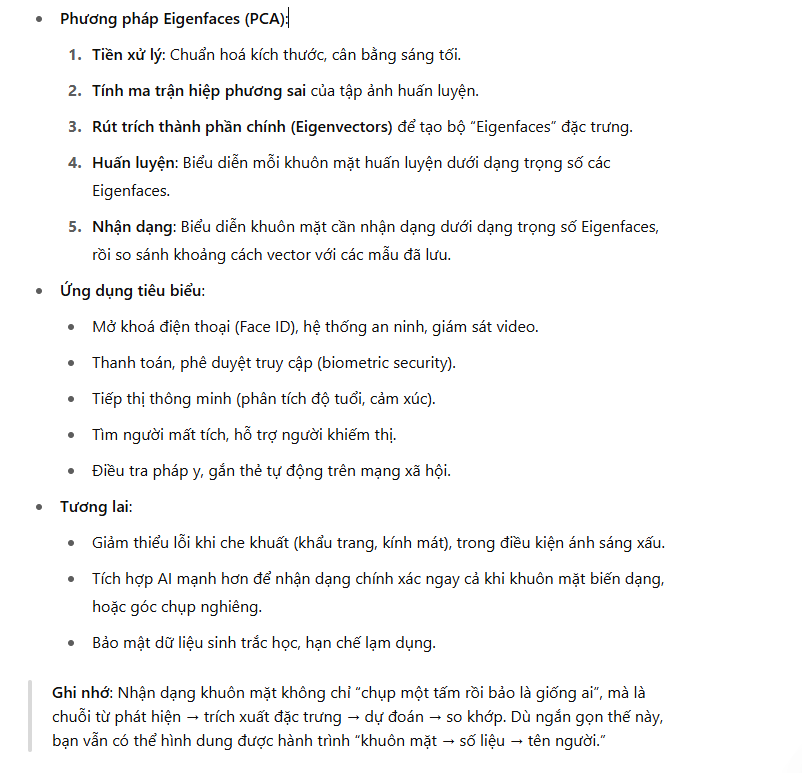 • Phương pháp Eigenfaces (PCA):
1. Tiền xử lý: Chuẩn hoá kích thước, cân bằng sáng tối.
2. Tính ma trận hiệp phương sai của tập ảnh huấn luyện.
3. Rút trích thành phần chính (Eigenvectors) để tạo bộ “Eigenfaces” đặc trưng.
4. Huấn luyện: Biểu diễn mỗi khuôn mặt huấn luyện dưới dạng trọng số các
Eigenfaces.
5. Nhận dạng: Biểu diễn khuôn mặt cần nhận dạng dưới dạng trọng số Eigenfaces,
rồi so sánh khoảng cách vector với các mẫu đã lưu.
• Ứng dụng tiêu biểu:
• Mở khoá điện thoại (Face ID), hệ thống an ninh, giám sát video.
• Thanh toán, phê duyệt truy cập (biometric security).
• Tiếp thị thông minh (phân tích độ tuổi, cảm xúc).
• Tìm người mất tích, hỗ trợ người khiếm thị.
• Điều tra pháp y, gắn thẻ tự động trên mạng xã hội.
• Tương lai:
• Giảm thiểu lỗi khi che khuất (khẩu trang, kính mát), trong điều kiện ánh sáng xấu.
• Tích hợp AI mạnh hơn để nhận dạng chính xác ngay cả khi khuôn mặt biến dạng,
hoặc góc chụp nghiêng.
• Bảo mật dữ liệu sinh trắc học, hạn chế lạm dụng.
Ghi nhớ: Nhận dạng khuôn mặt không chỉ “chụp một tấm rồi bảo là giống ai”, mà là
chuỗi từ phát hiện → trích xuất đặc trưng → dự đoán → so khớp. Dù ngắn gọn thế này,
bạn vẫn có thể hình dung được hành trình “khuôn mặt → số liệu → tên người.”